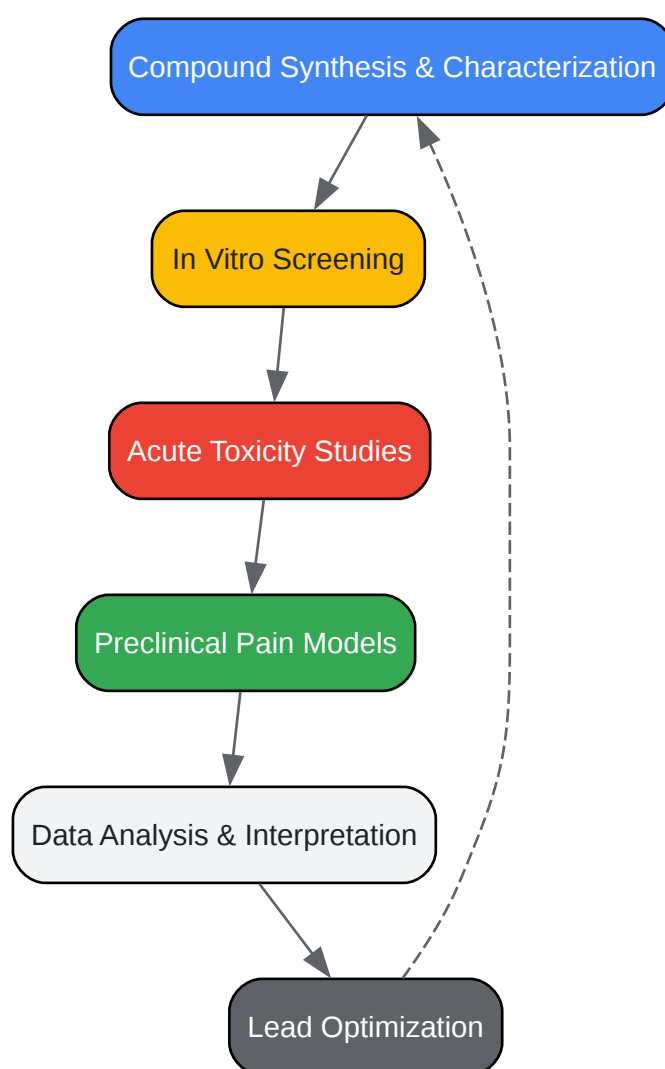 Compound Synthesis & Characterization
In Vitro Screening
Acute Toxicity Studies
Preclinical Pain Models
Data Analysis & Interpretation
Lead Optimization